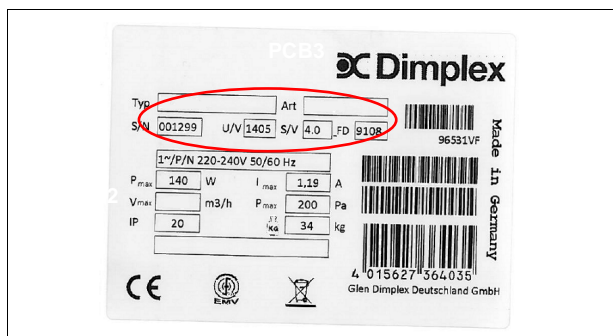 PCB3
Dimplex
Typ Art
S/N 001299 U/V 1405 S/V 4.0 FD 9108
96531VF
Made in Germany
1~/P/N 220-240V 50/60 Hz
Pmax 140 W Imax 1,19 A
2
Vmax m3/h Pmax 200 Pa
IP 20 KG 34 kg
4 015627 364035
CE EMV
Glen Dimplex Deutschland GmbH